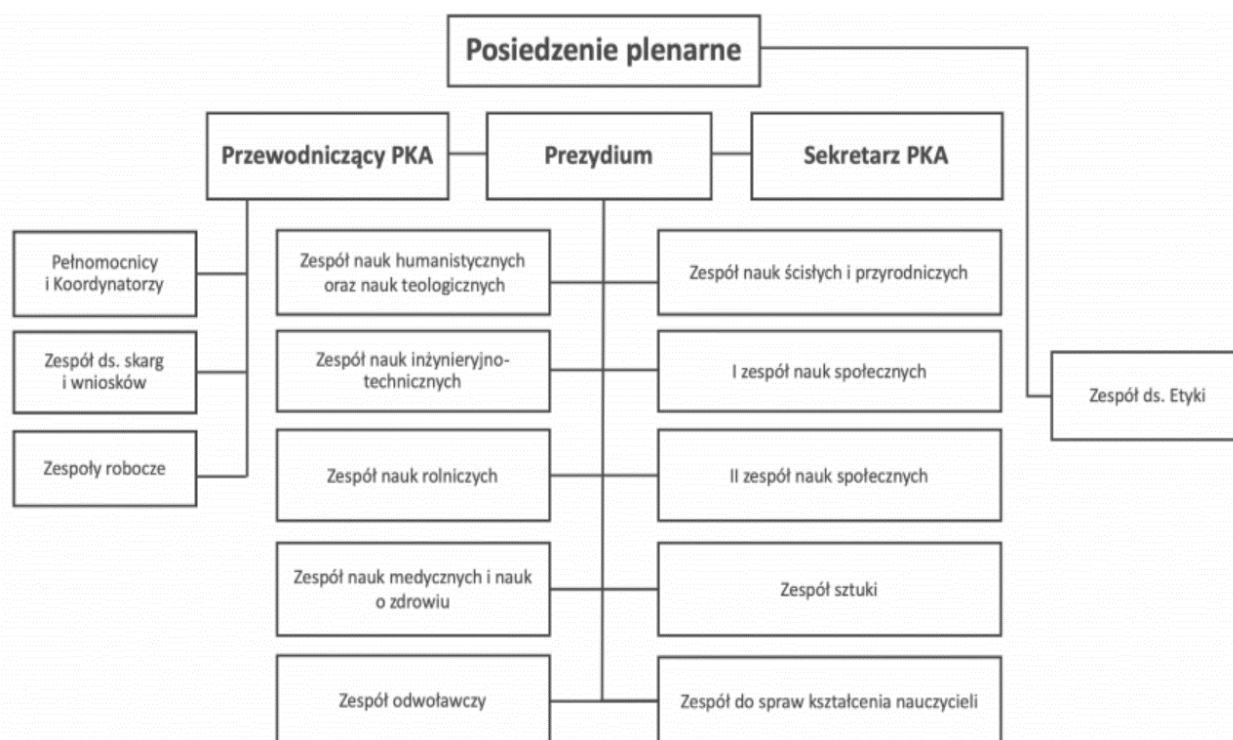 Posiedzenie plenarne
Przewodniczący PKA
Prezydium
Sekretarz PKA
Pełnomocnicy
i Koordynatorzy
Zespół nauk humanistycznych
oraz nauk teologicznych
Zespół nauk ścisłych i przyrodniczych
Zespół ds. skarg
i wniosków
Zespół nauk inżynieryjno-
technicznych
I zespół nauk społecznych
Zespół ds. Etyki
Zespoły robocze
Zespół nauk rolniczych
II zespół nauk społecznych
Zespół nauk medycznych i nauk
o zdrowiu
Zespół sztuki
Zespół odwoławczy
Zespół do spraw kształcenia nauczycieli